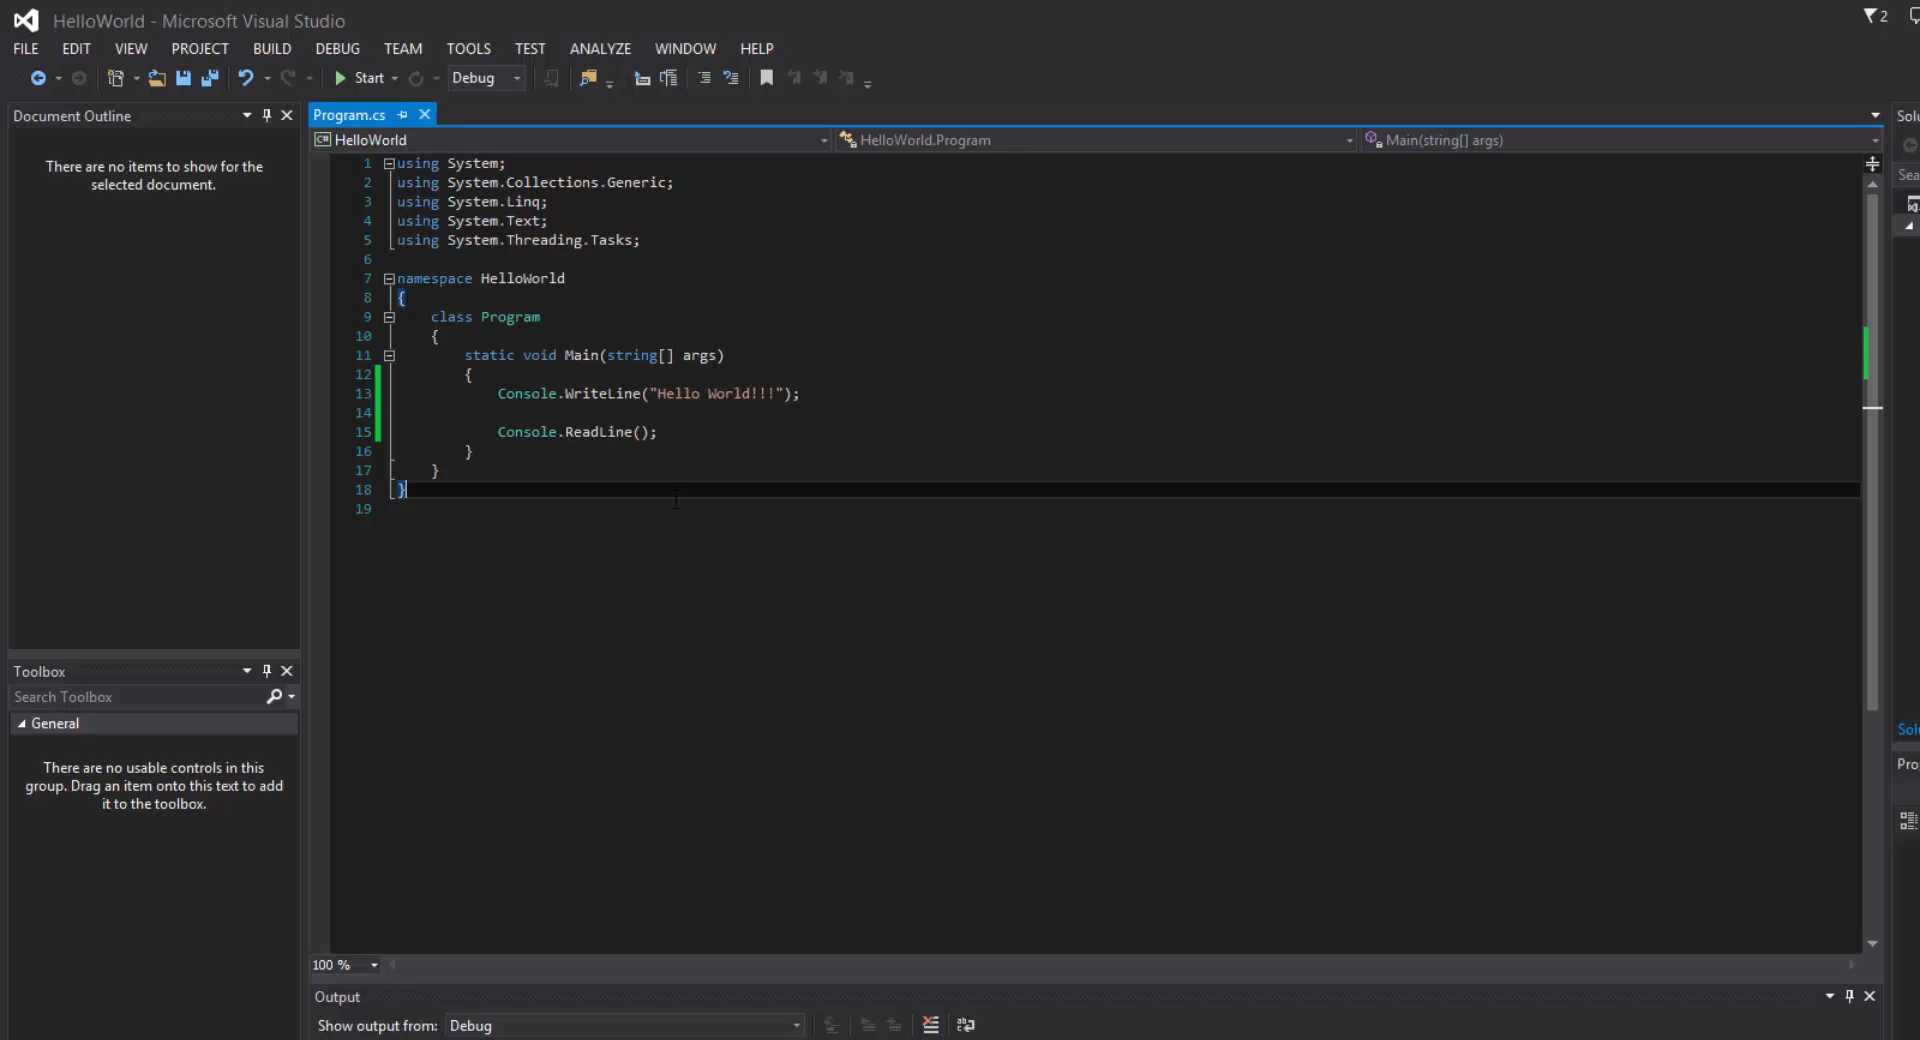 HelloWorld - Microsoft Visual Studio
2
FILE EDIT VIEW PROJECT BUILD DEBUG TEAM TOOLS TEST ANALYZE WINDOW HELP
Start Debug
Document Outline
There are no items to show for the
selected document.
Toolbox
Search Toolbox
General
There are no usable controls in this
group. Drag an item onto this text to add
it to the toolbox.
Program.cs
C# HelloWorld HelloWorld.Program Main(string[] args)
1 using System;
2 using System.Collections.Generic;
3 using System.Linq;
4 using System.Text;
5 using System.Threading.Tasks;
6
7 namespace HelloWorld
8 {
9     class Program
10     {
11         static void Main(string[] args)
12         {
13             Console.WriteLine("Hello World!!!");
14
15             Console.ReadLine();
16         }
17     }
18 }
19
100 %
Output
Show output from: Debug
Solu
Sea
Solu
Prop